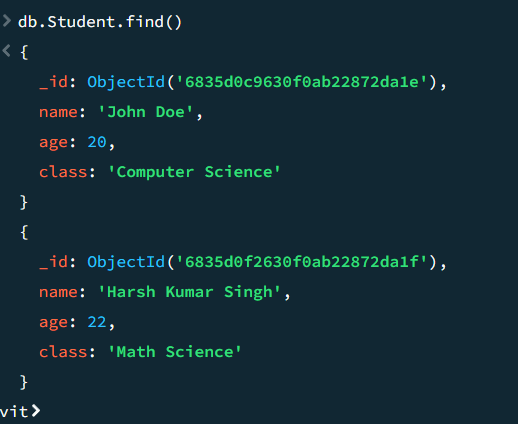 > db.Student.find()
< {
_id: ObjectId('6835d0c9630f0ab22872da1e'),
name: 'John Doe',
age: 20,
class: 'Computer Science'
}
{
_id: ObjectId('6835d0f2630f0ab22872da1f'),
name: 'Harsh Kumar Singh',
age: 22,
class: 'Math Science'
}
vit>